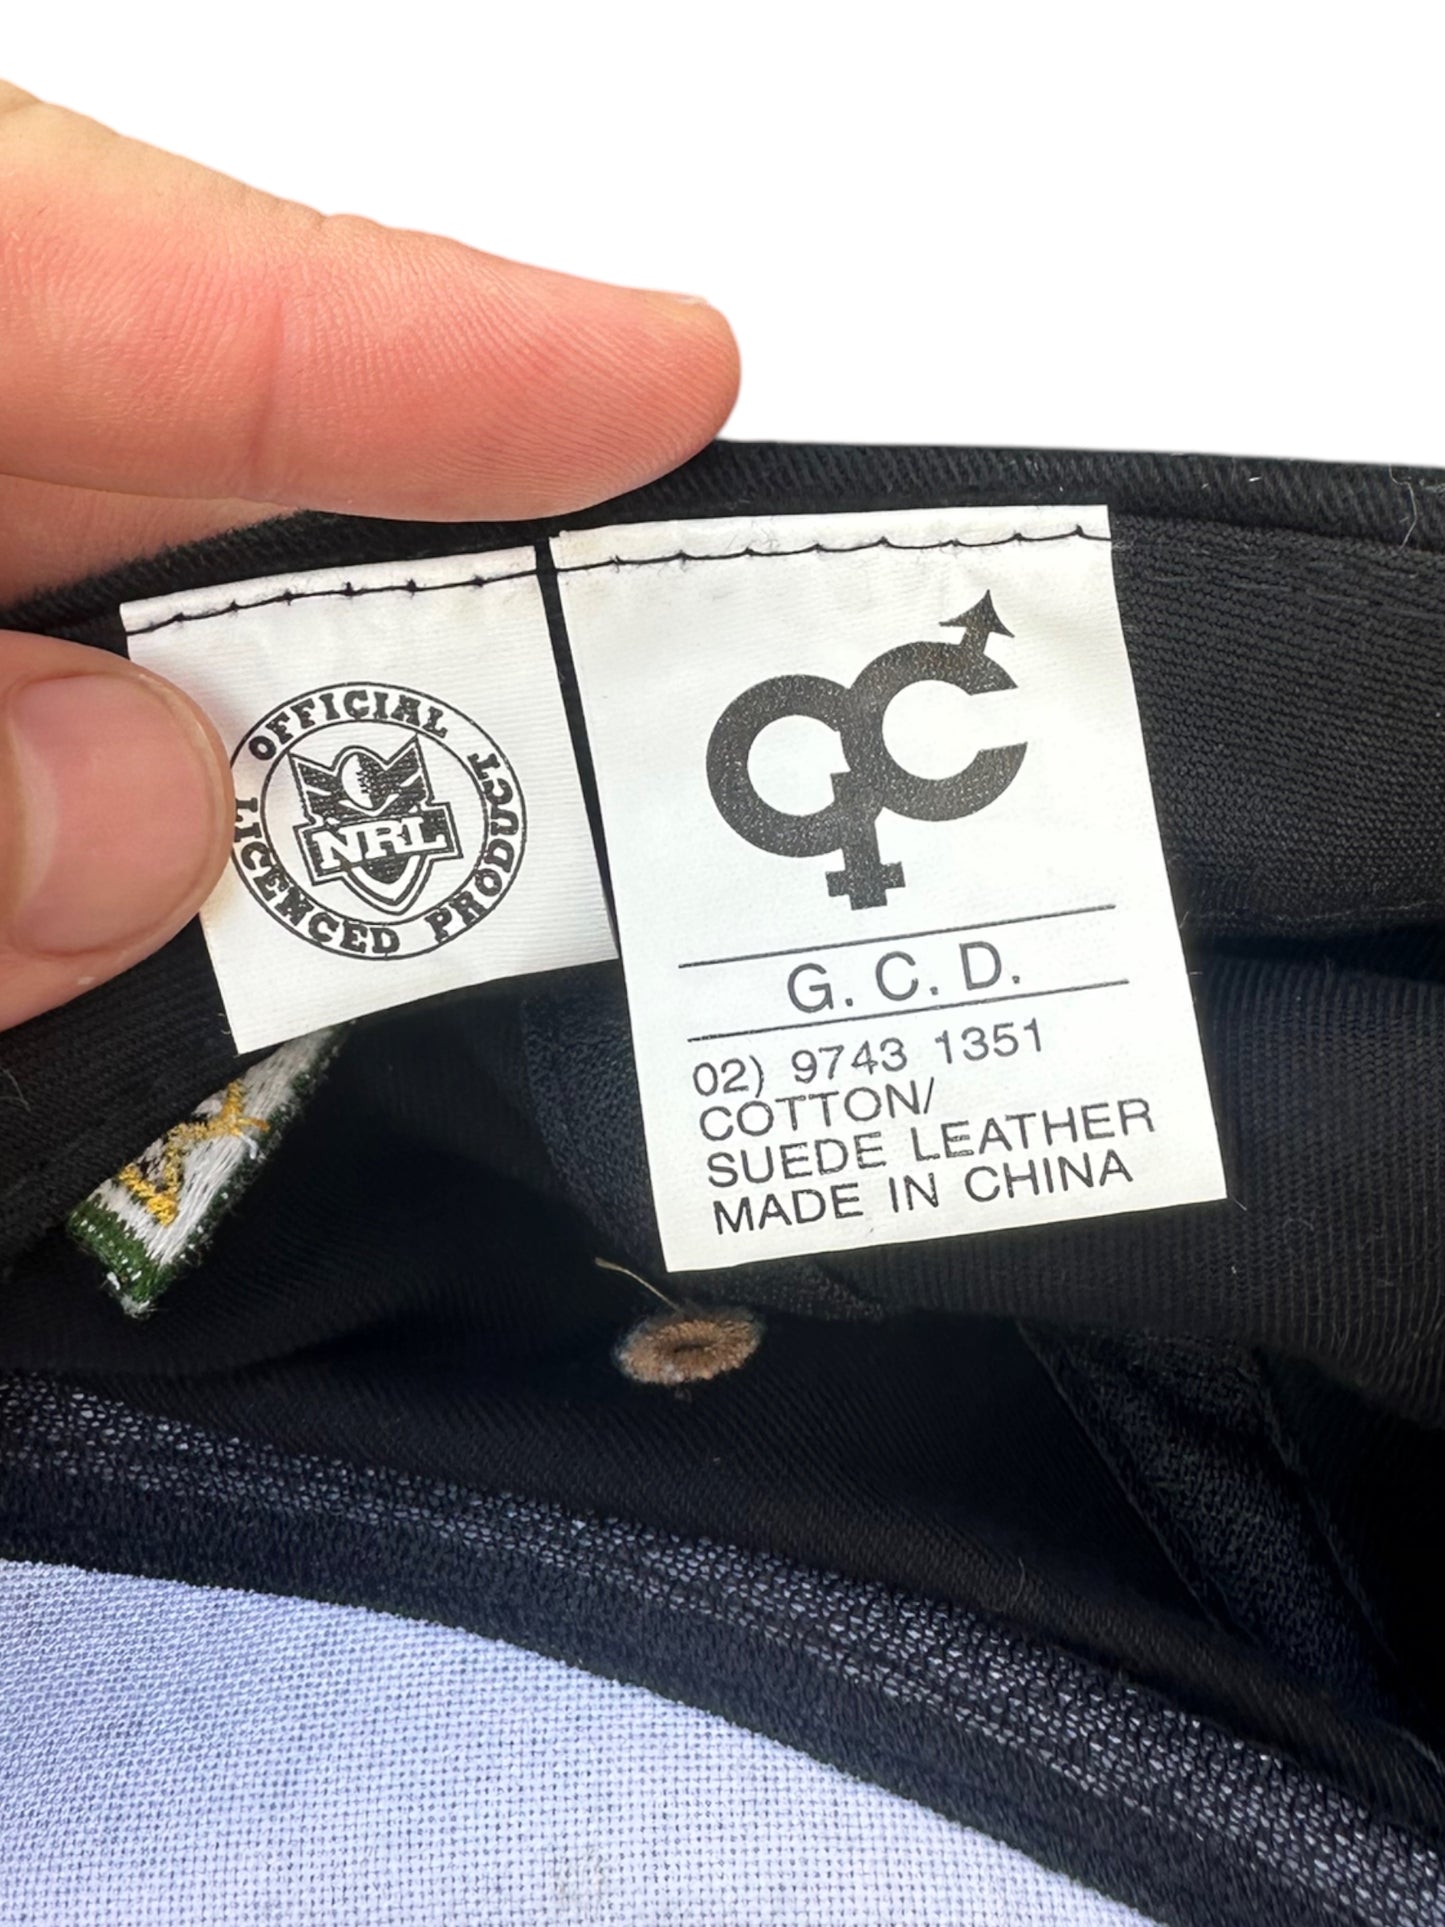 OFFICIAL
LICENCED PRODUCT
NRL
G. C. D.
02) 9743 1351
COTTON/
SUEDE LEATHER
MADE IN CHINA